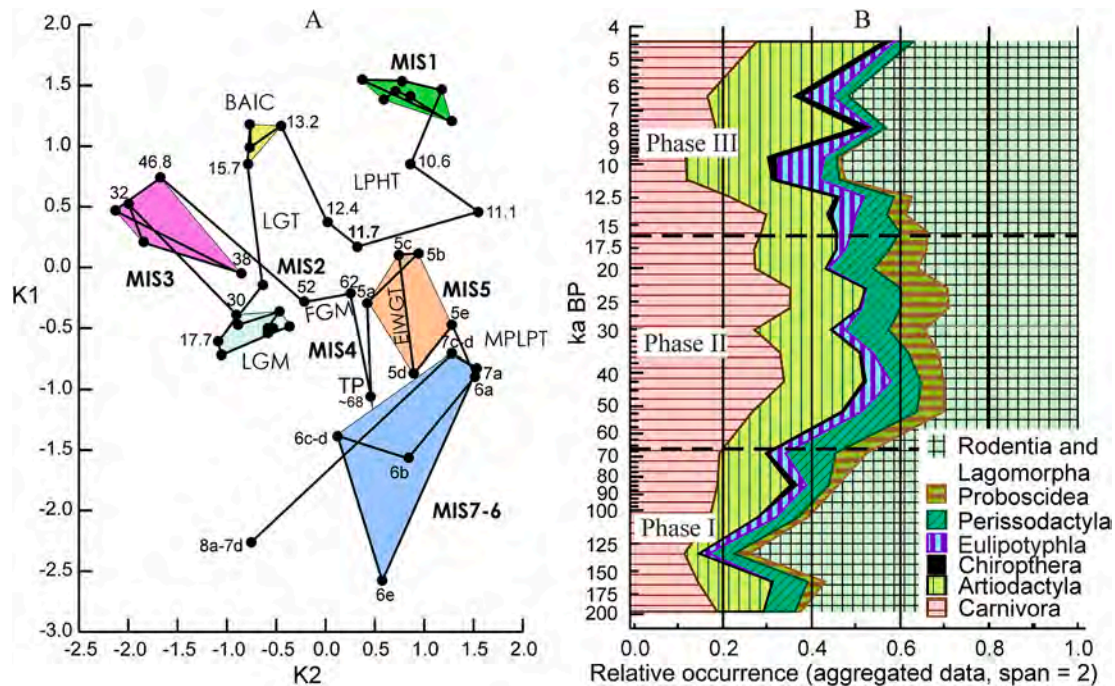 A
B
2.0
1.5
1.0
0.5
0.0
-0.5
-1.0
-1.5
-2.0
-2.5
-3.0
K1
-2.5 -2.0 -1.5 -1.0 -0.5 0.0 0.5 1.0 1.5 2.0
K2
MIS1
BAIC
13.2
46.8
15.7
10.6
LPHT
32
11.1
LGT
12.4
11.7
5c
5b
38
MIS3
MIS2
52
62
5a
MIS5
30
FGM
EIWGT
5e
MPLPT
17.7
MIS4
7c-d
LGM
5d
7a
TP
~68
6a
6c-d
6b
MIS7-6
8a-7d
6e
4
6
7
8
10
12.5
15
17.5
20
25
30
40
50
60
70
80
90
100
125
150
200
ka BP
Phase III
Phase II
Phase I
Rodentia and
Lagomorpha
Proboscidea
Perissodactyla
Eulipotyphla
Chiropthera
Artiodactyla
Carnivora
0.0 0.2 0.4 0.6 0.8 1.0
Relative occurrence (aggregated data, span = 2)